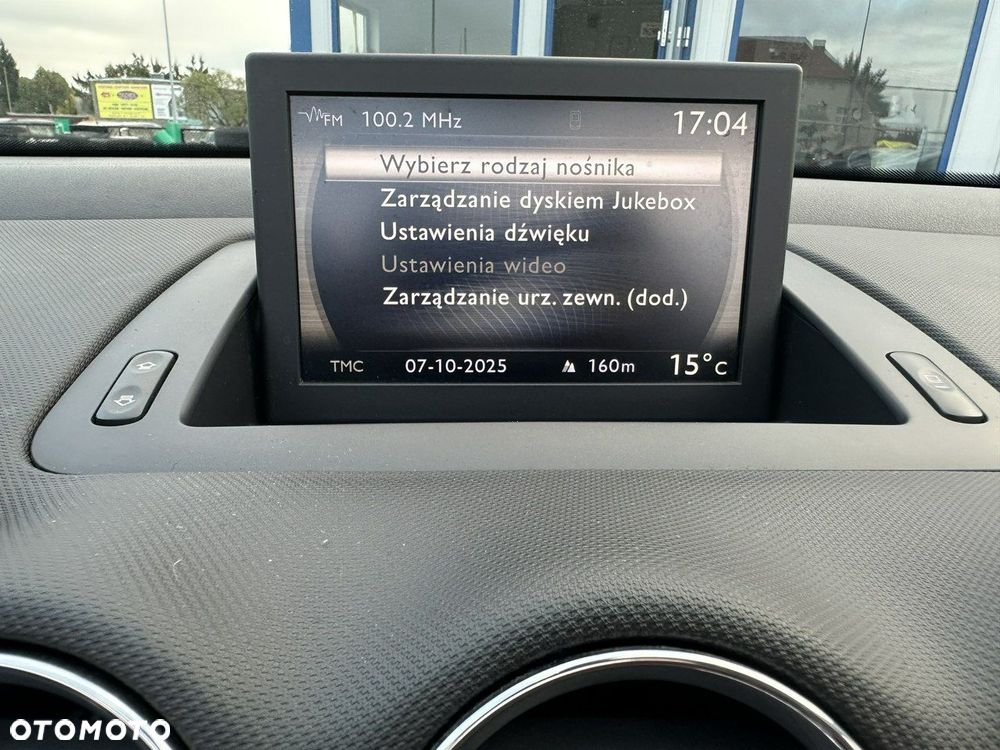 FM 100.2 MHz 17:04
Wybierz rodzaj nośnika
Zarządzanie dyskiem Jukebox
Ustawienia dźwięku
Ustawienia wideo
Zarządzanie urz. zewn. (dod.)
TMC 07-10-2025 160m 15°C
OTOMOTO